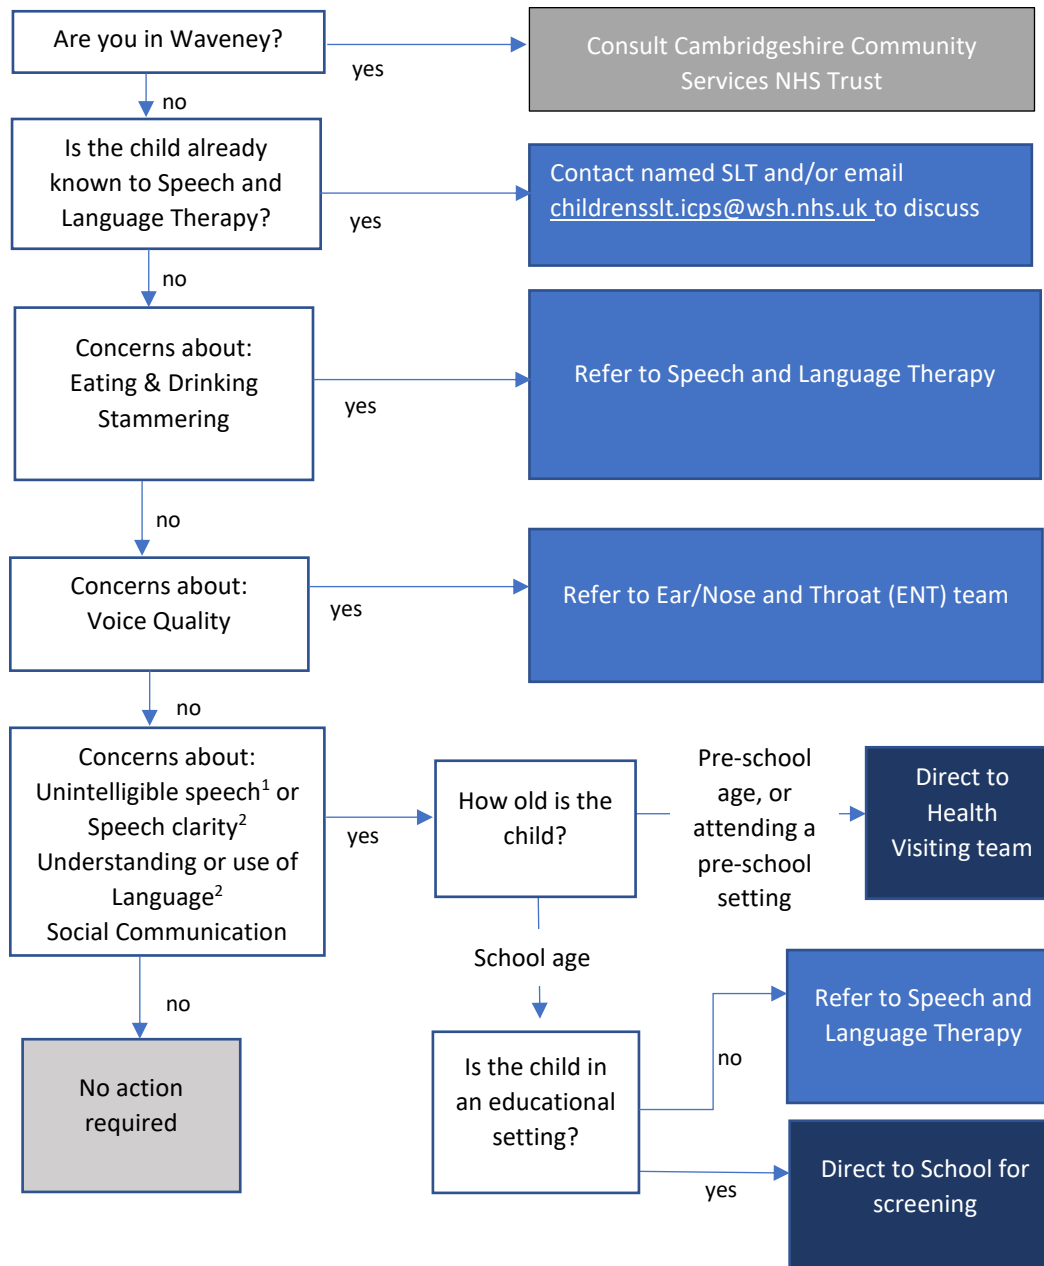 Are you in Waveney?
yes
Consult Cambridgeshire Community
Services NHS Trust
no
Is the child already
known to Speech and
Language Therapy?
yes
Contact named SLT and/or email
childrensslt.icps@wsh.nhs.uk to discuss
no
Concerns about:
Eating & Drinking
Stammering
yes
Refer to Speech and Language Therapy
no
Concerns about:
Voice Quality
yes
Refer to Ear/Nose and Throat (ENT) team
no
Concerns about:
Unintelligible speech¹ or
Speech clarity²
Understanding or use of
Language²
Social Communication
yes
How old is the
child?
Pre-school
age, or
attending a
pre-school
setting
Direct to
Health
Visiting team
School age
no
No action
required
Is the child in
an educational
setting?
no
Refer to Speech and
Language Therapy
yes
Direct to School for
screening